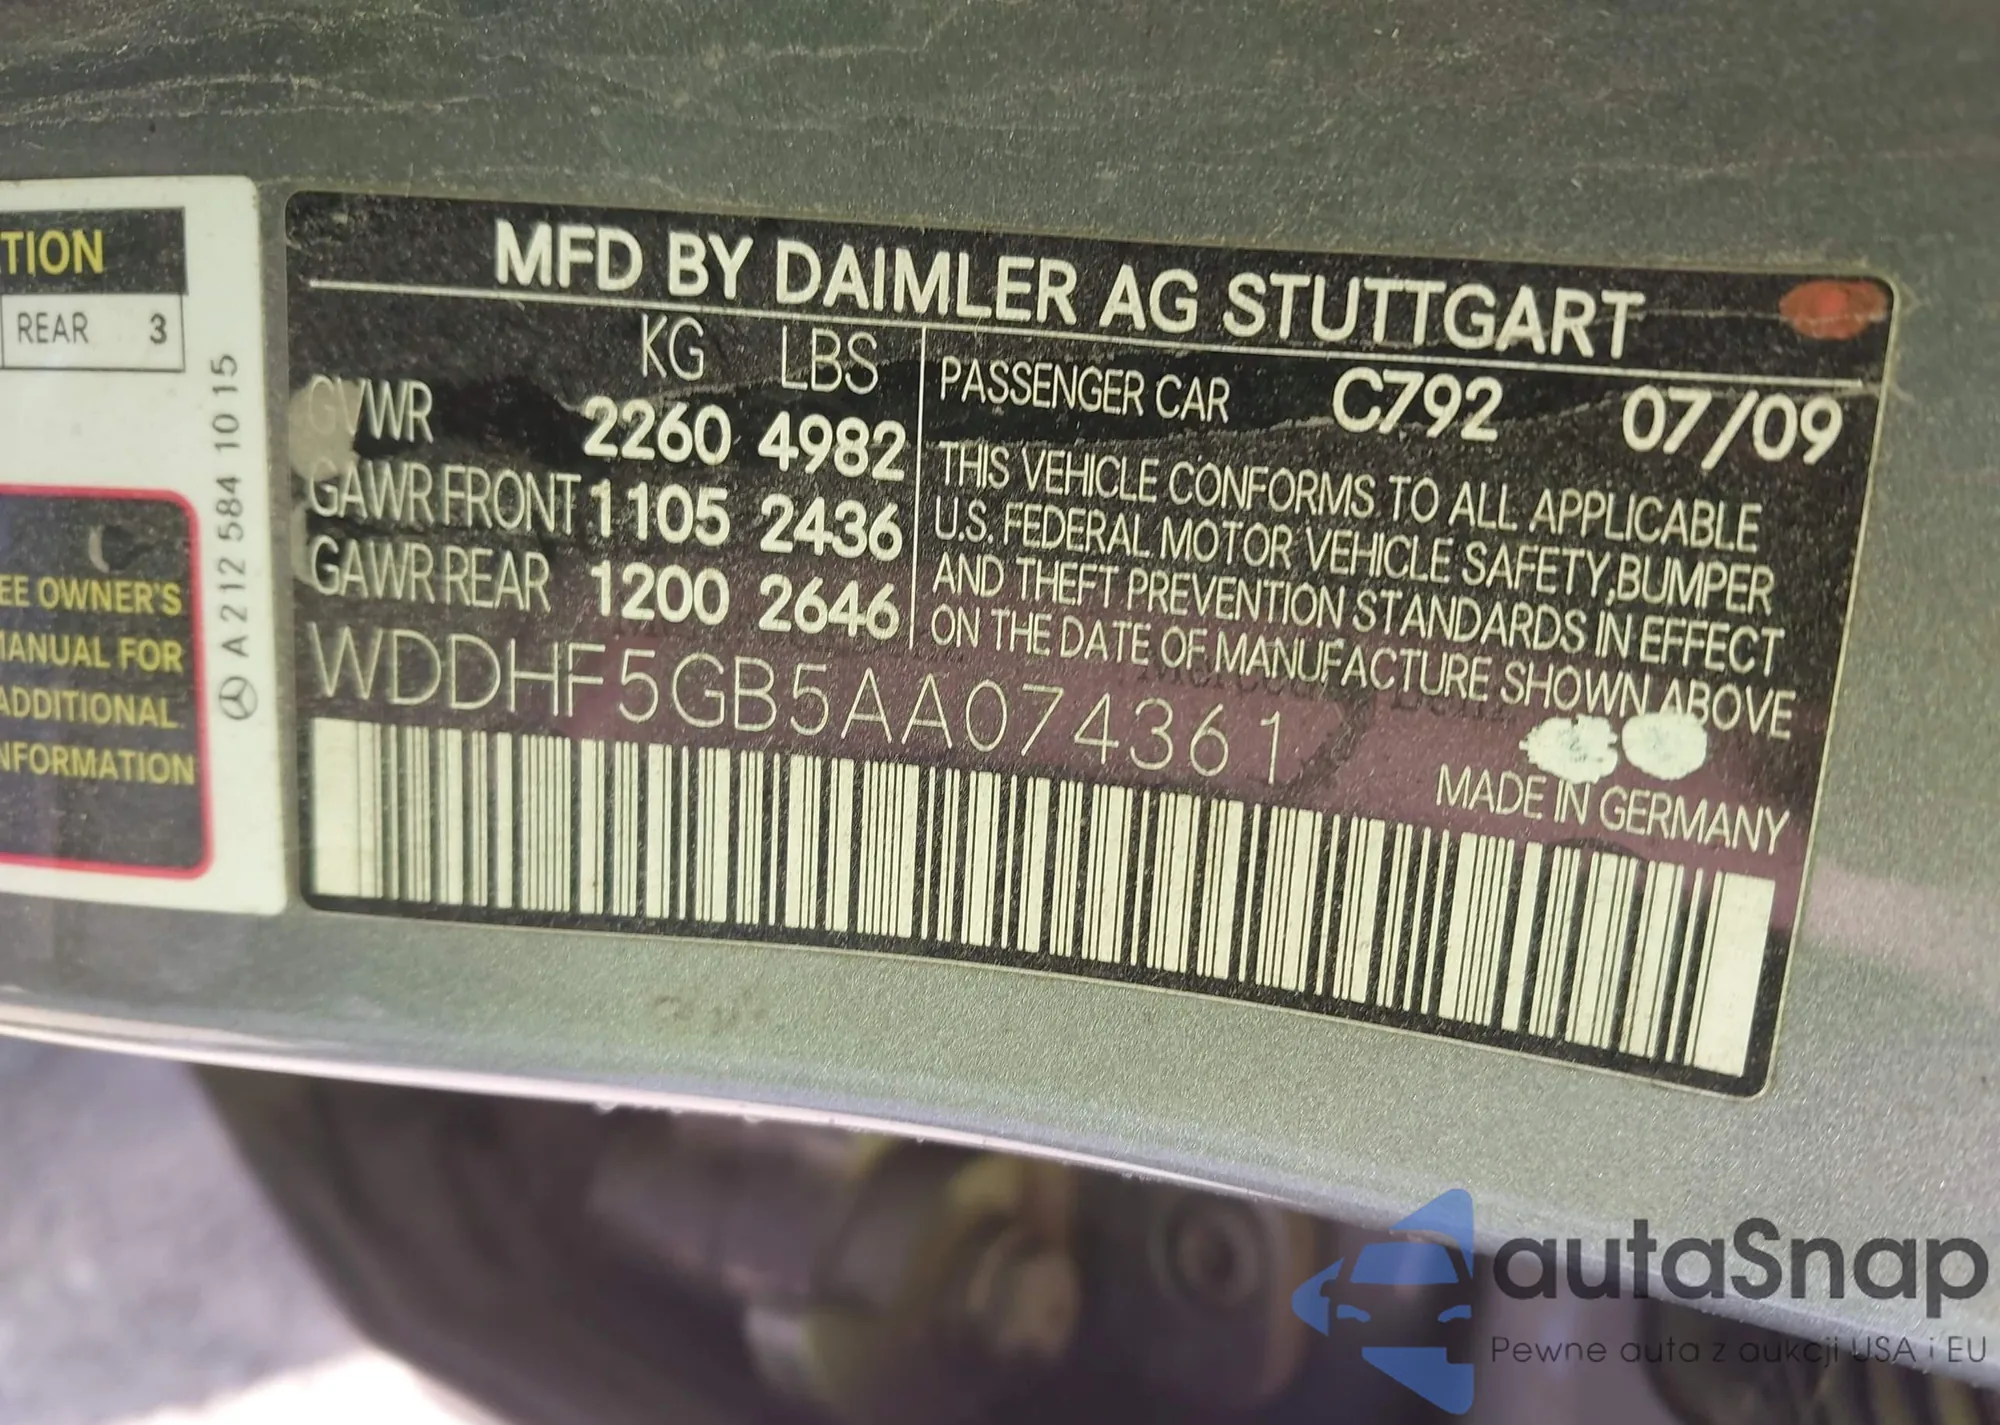 TION
REAR 3
EE OWNER'S
MANUAL FOR
ADDITIONAL
NFORMATION
A 212 584 10 15
MFD BY DAIMLER AG STUTTGART
KG LBS
GVWR 2260 4982
GAWR FRONT 1105 2436
GAWR REAR 1200 2646
PASSENGER CAR C792 07/09
THIS VEHICLE CONFORMS TO ALL APPLICABLE
U.S. FEDERAL MOTOR VEHICLE SAFETY, BUMPER
AND THEFT PREVENTION STANDARDS IN EFFECT
ON THE DATE OF MANUFACTURE SHOWN ABOVE
WDDHF5GB5AA074361
MADE IN GERMANY
autaSnap
Pewne auta z aukcji USA i EU